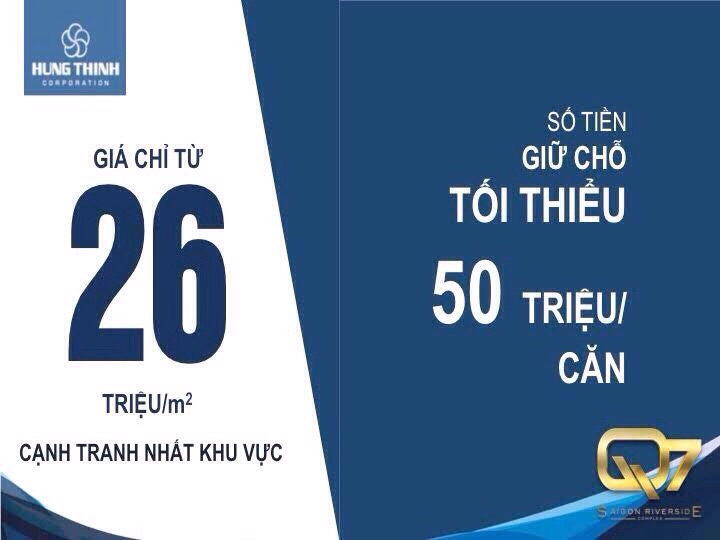 HUNG THINH
CORPORATION
GIÁ CHỈ TỪ
26
TRIỆU/m²
CẠNH TRANH NHẤT KHU VỰC
SỐ TIỀN
GIỮ CHỖ
TỐI THIỂU
50 TRIỆU/
CĂN
Q7
SAIGON RIVERSIDE
COMPLEX